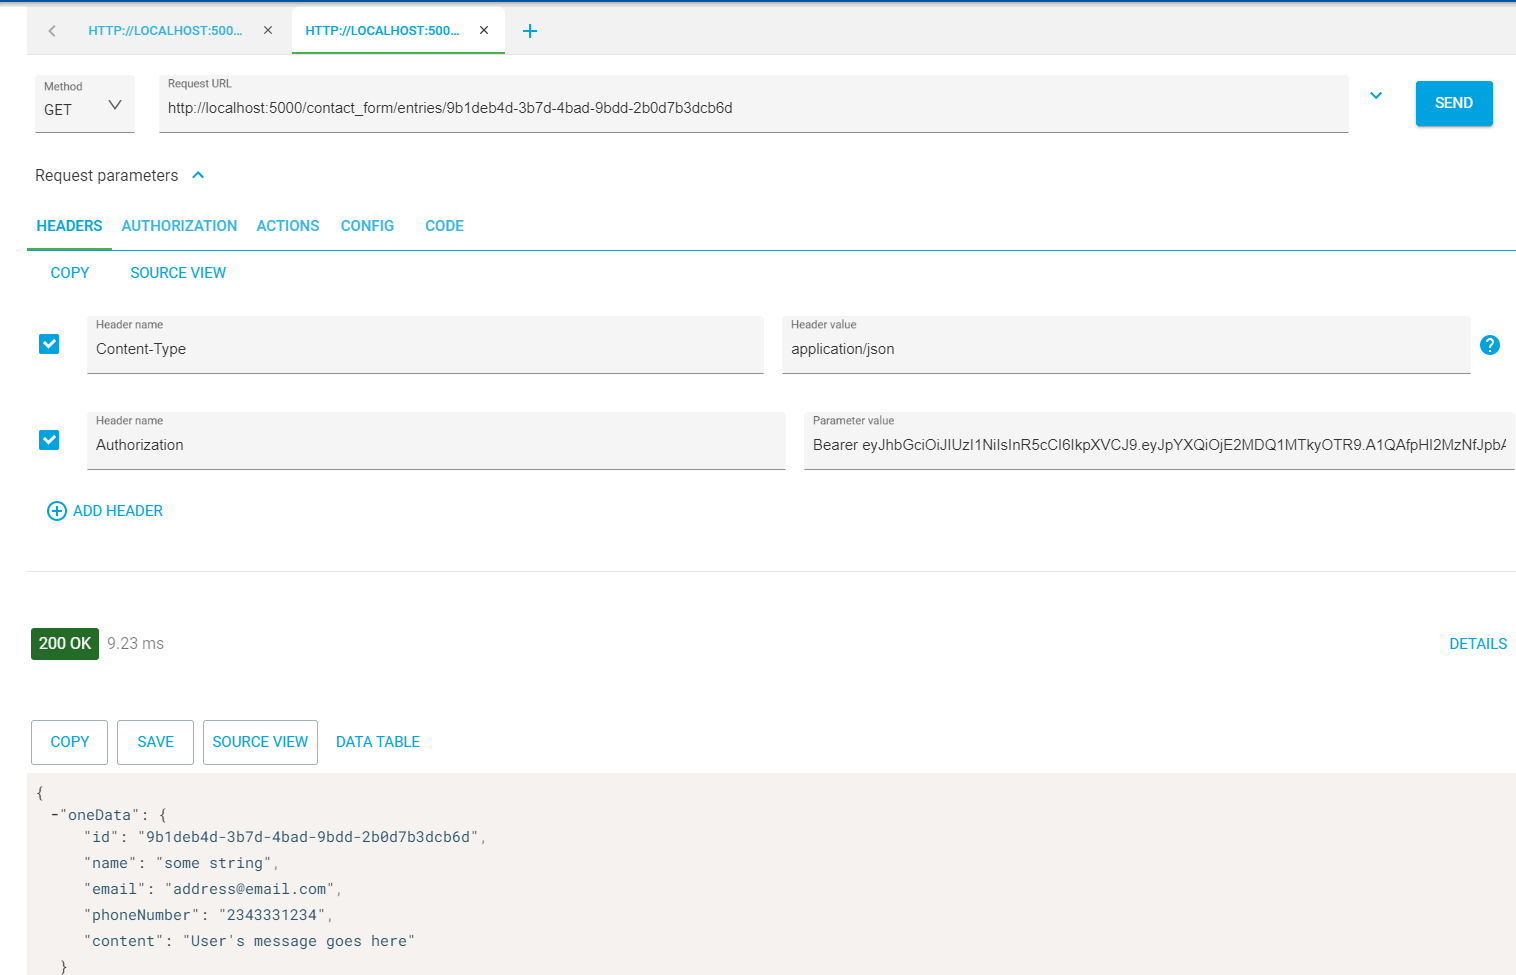 HTTP://LOCALHOST:500... × HTTP://LOCALHOST:500... × +
Method
GET
Request URL
http://localhost:5000/contact_form/entries/9b1deb4d-3b7d-4bad-9bdd-2b0d7b3dcb6d
SEND
Request parameters
HEADERS AUTHORIZATION ACTIONS CONFIG CODE
COPY SOURCE VIEW
Header name
Content-Type
Header value
application/json
?
Header name
Authorization
Parameter value
Bearer eyJhbGciOiJIUzI1NiIsInR5cCI6IkpXVCJ9.eyJpYXQiOjE2MDQ1MTkyOTR9.A1QAfpHI2MzNfJpbA
ADD HEADER
200 OK 9.23 ms DETAILS
COPY SAVE SOURCE VIEW DATA TABLE
{
-"oneData": {
"id": "9b1deb4d-3b7d-4bad-9bdd-2b0d7b3dcb6d",
"name": "some string",
"email": "address@email.com",
"phoneNumber": "2343331234",
"content": "User's message goes here"
}